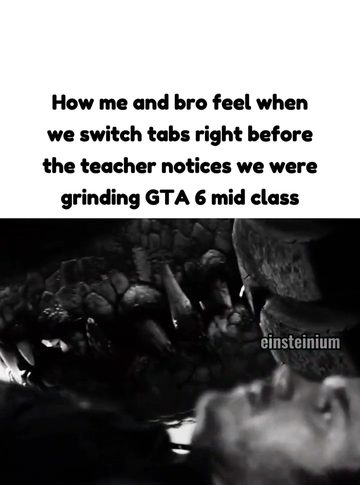 How me and bro feel when
we switch tabs right before
the teacher notices we were
grinding GTA 6 mid class
einsteinium